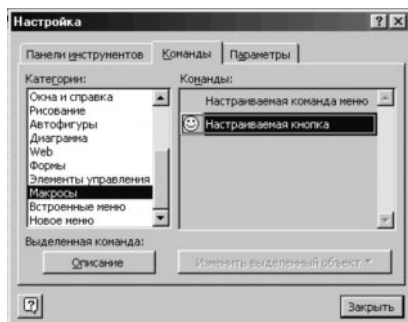 Настройка
Панели инструментов Команды Параметры
Категории: Команды:
Окна и справка
Рисование
Автофигуры
Диаграмма
Web
Формы
Элементы управления
Макросы
Встроенные меню
Новое меню
Настраиваемая команда меню
Настраиваемая кнопка
Выделенная команда:
Описание Изменить выделенный объект
Закрыть